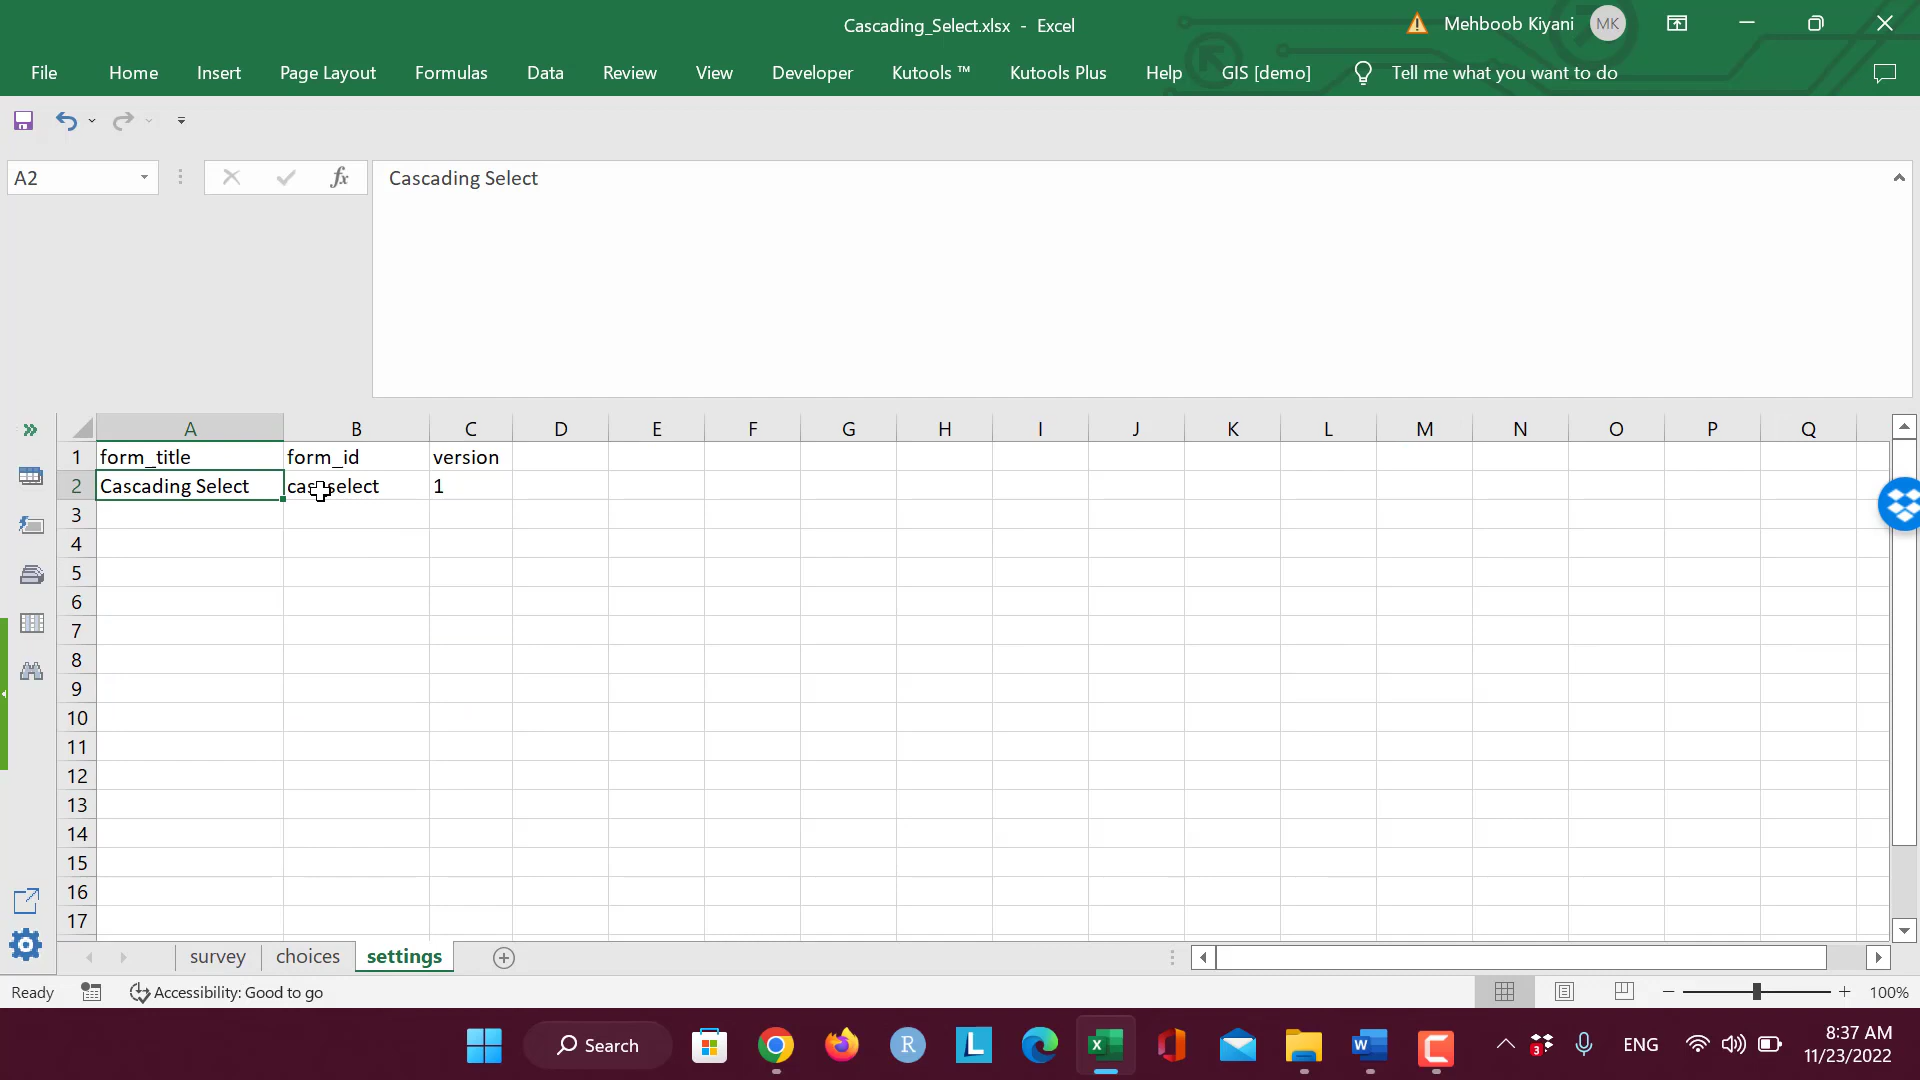 Cascading_Select.xlsx - Excel
Mehboob Kiyani MK
File Home Insert Page Layout Formulas Data Review View Developer Kutools ™ Kutools Plus Help GIS [demo] Tell me what you want to do
A2 fx Cascading Select
A B C D E F G H I J K L M N O P Q
1 form_title form_id version
2 Cascading Select select 1
3
4
5
6
7
8
9
10
11
12
13
14
15
16
17
survey choices settings
Ready Accessibility: Good to go 100%
Search R L X W C 3 ENG 8:37 AM
11/23/2022